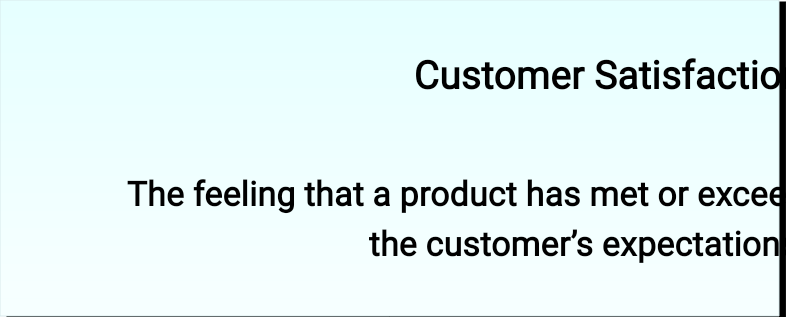 Customer Satisfactio
The feeling that a product has met or excee
the customer’s expectation